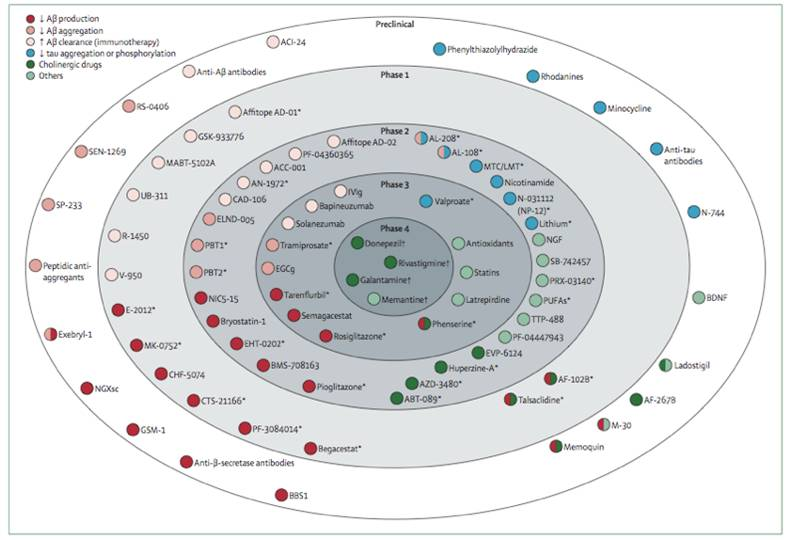 ↓ Aβ production
↓ Aβ aggregation
↑ Aβ clearance (immunotherapy)
↓ tau aggregation or phosphorylation
Cholinergic drugs
Others
Preclinical
ACI-24
Phenylthiazolylhydrazide
Anti-Aβ antibodies
Rhodanines
RS-0406
Minocycline
SEN-1269
Anti-tau
antibodies
SP-233
N-744
Peptidic anti-
aggregants
BDNF
Exebryl-1
Ladostigil
NGXsc
AF-267B
GSM-1
M-30
Memoquin
Anti-β-secretase antibodies
BBS1
Phase 1
Affitope AD-01*
GSK-933776
MABT-5102A
UB-311
R-1450
V-950
E-2012*
MK-0752*
CHF-5074
CTS-21166*
PF-3084014*
Begacestat*
AF-102B*
Talsaclidine*
Phase 2
Affitope AD-02
AL-208*
PF-04360365
AL-108*
ACC-001
MTC/LMT*
AN-1972*
Nicotinamide
CAD-106
N-031112
(NP-12)*
ELND-005
Lithium*
PBT1*
NGF
SB-742457
PBT2*
PRX-03140*
NIC5-15
PUFAs*
Bryostatin-1
TTP-488
EHT-0202*
PF-04447943
BMS-708163
EVP-6124
Huperzine-A*
Pioglitazone*
AZD-3480*
ABT-089*
Phase 3
IVIg
Valproate*
Bapineuzumab
Solanezumab
Tramiprosate*
Antioxidants
EGCg
Statins
Tarenflurbil*
Latrepirdine
Semagacestat
Phenserine*
Rosiglitazone*
Phase 4
Donepezil†
Rivastigmine†
Galantamine†
Memantine†